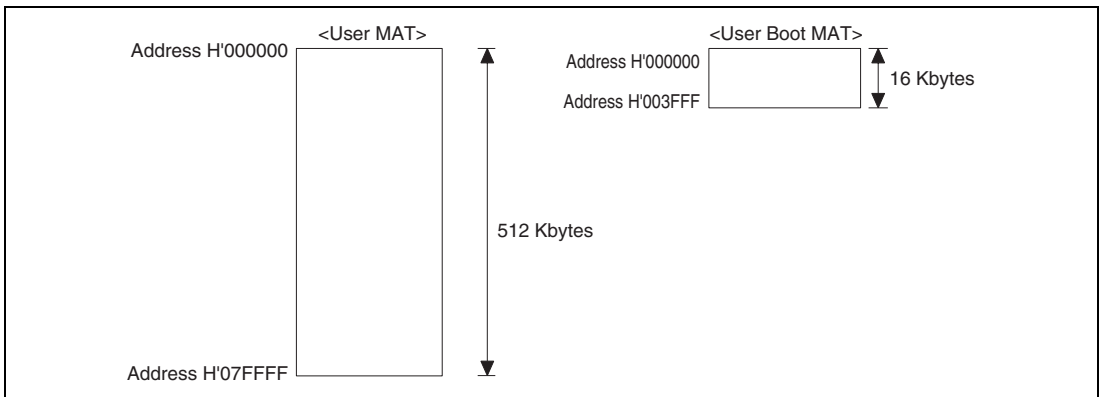 <User MAT>
Address H'000000
512 Kbytes
Address H'07FFFF
<User Boot MAT>
Address H'000000
16 Kbytes
Address H'003FFF